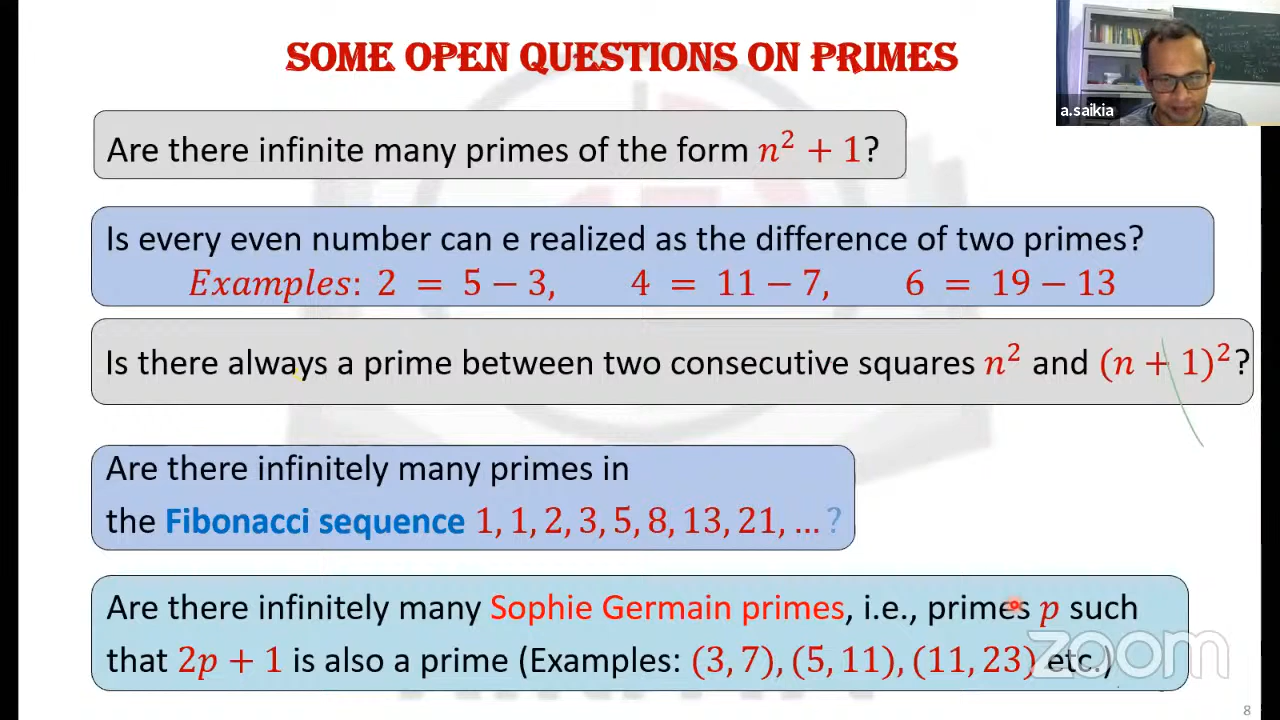 SOME OPEN QUESTIONS ON PRIMES
a.saikia
Are there infinite many primes of the form n² + 1?
Is every even number can e realized as the difference of two primes?
Examples: 2 = 5 − 3, 4 = 11 − 7, 6 = 19 − 13
Is there always a prime between two consecutive squares n² and (n + 1)²?
Are there infinitely many primes in
the Fibonacci sequence 1, 1, 2, 3, 5, 8, 13, 21, … ?
Are there infinitely many Sophie Germain primes, i.e., primes p such
that 2p + 1 is also a prime (Examples: (3, 7), (5, 11), (11, 23) etc.)
zoom
8